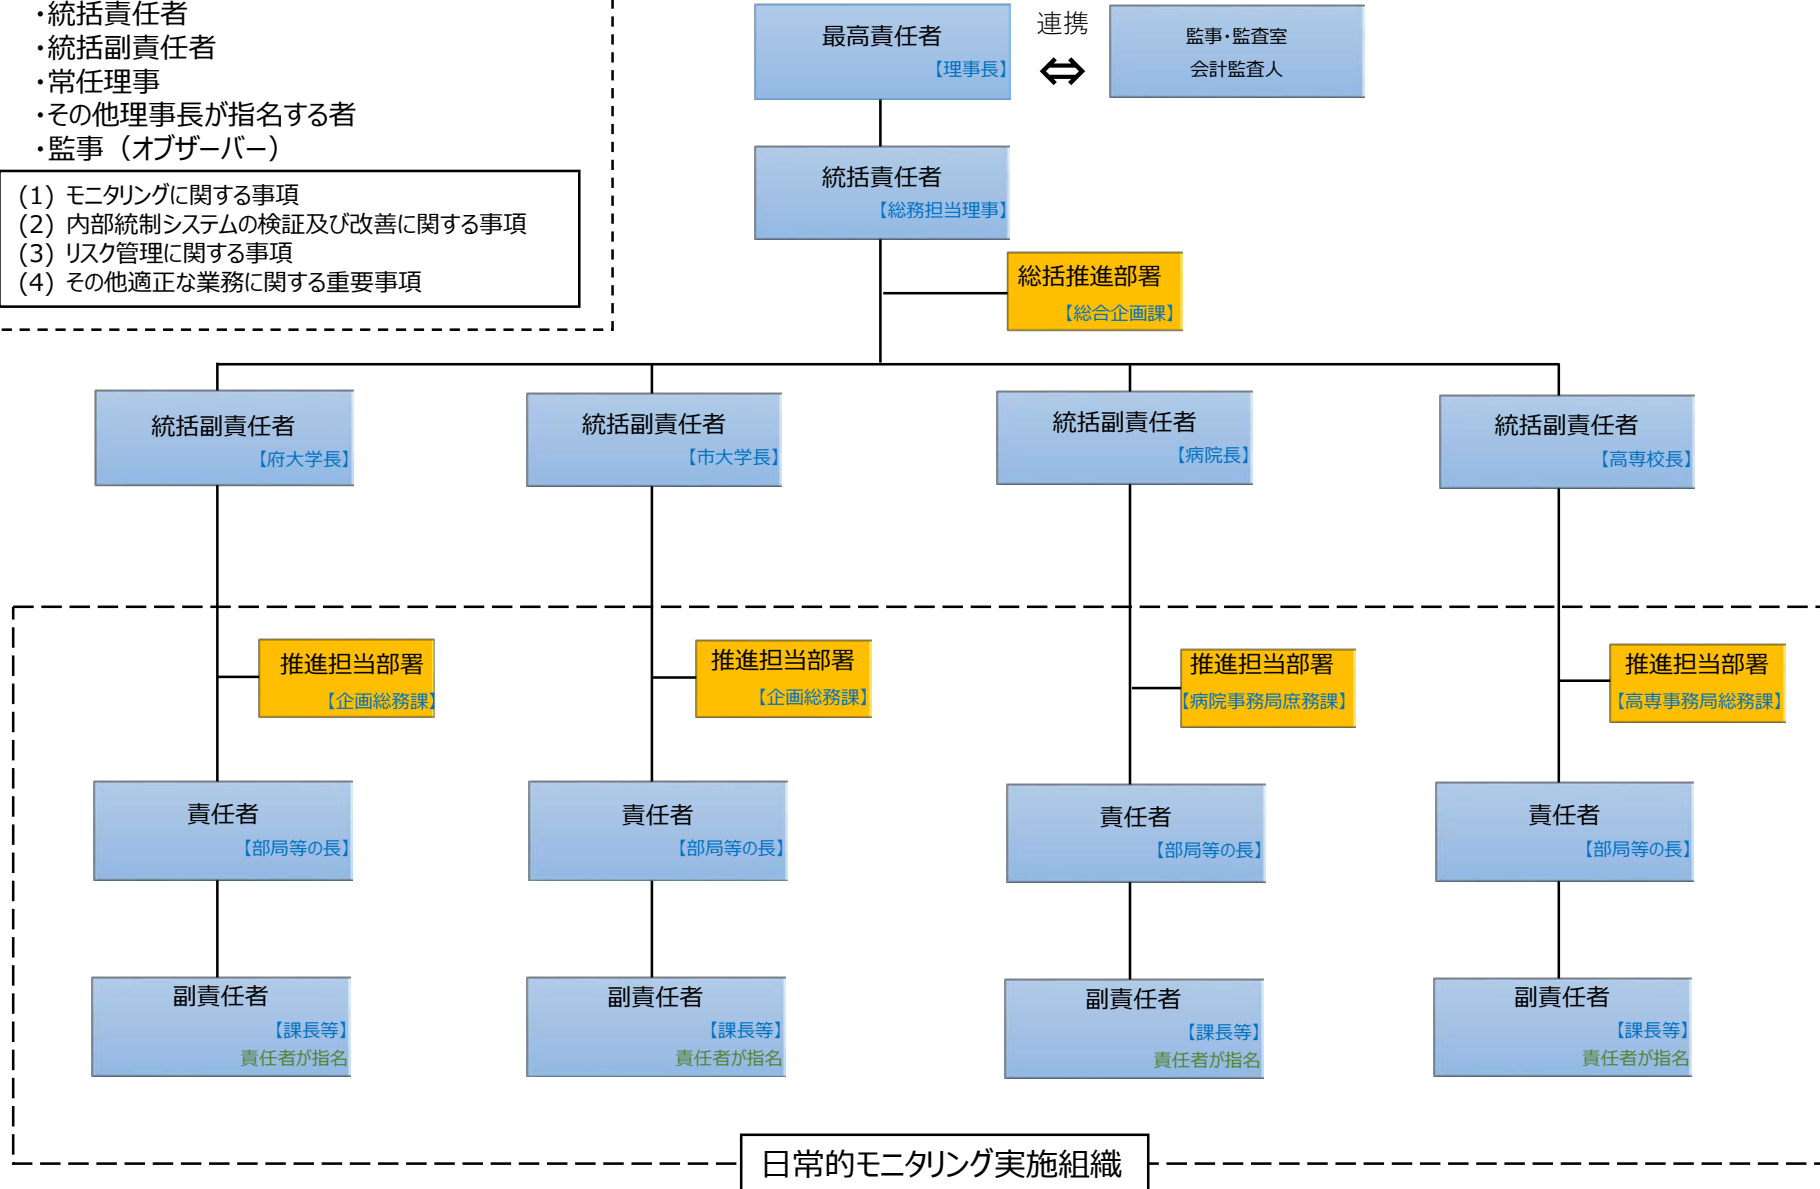 ・統括責任者
・統括副責任者
・常任理事
・その他理事長が指名する者
・監事（オブザーバー）
(1) モニタリングに関する事項
(2) 内部統制システムの検証及び改善に関する事項
(3) リスク管理に関する事項
(4) その他適正な業務に関する重要事項
最高責任者
【理事長】
連携
⇔
監事・監査室
会計監査人
統括責任者
【総務担当理事】
総括推進部署
【総合企画課】
統括副責任者
【府大学長】
統括副責任者
【市大学長】
統括副責任者
【病院長】
統括副責任者
【高専校長】
推進担当部署
【企画総務課】
推進担当部署
【企画総務課】
推進担当部署
【病院事務局庶務課】
推進担当部署
【高専事務局総務課】
責任者
【部局等の長】
責任者
【部局等の長】
責任者
【部局等の長】
責任者
【部局等の長】
副責任者
【課長等】
責任者が指名
副責任者
【課長等】
責任者が指名
副責任者
【課長等】
責任者が指名
副責任者
【課長等】
責任者が指名
日常的モニタリング実施組織